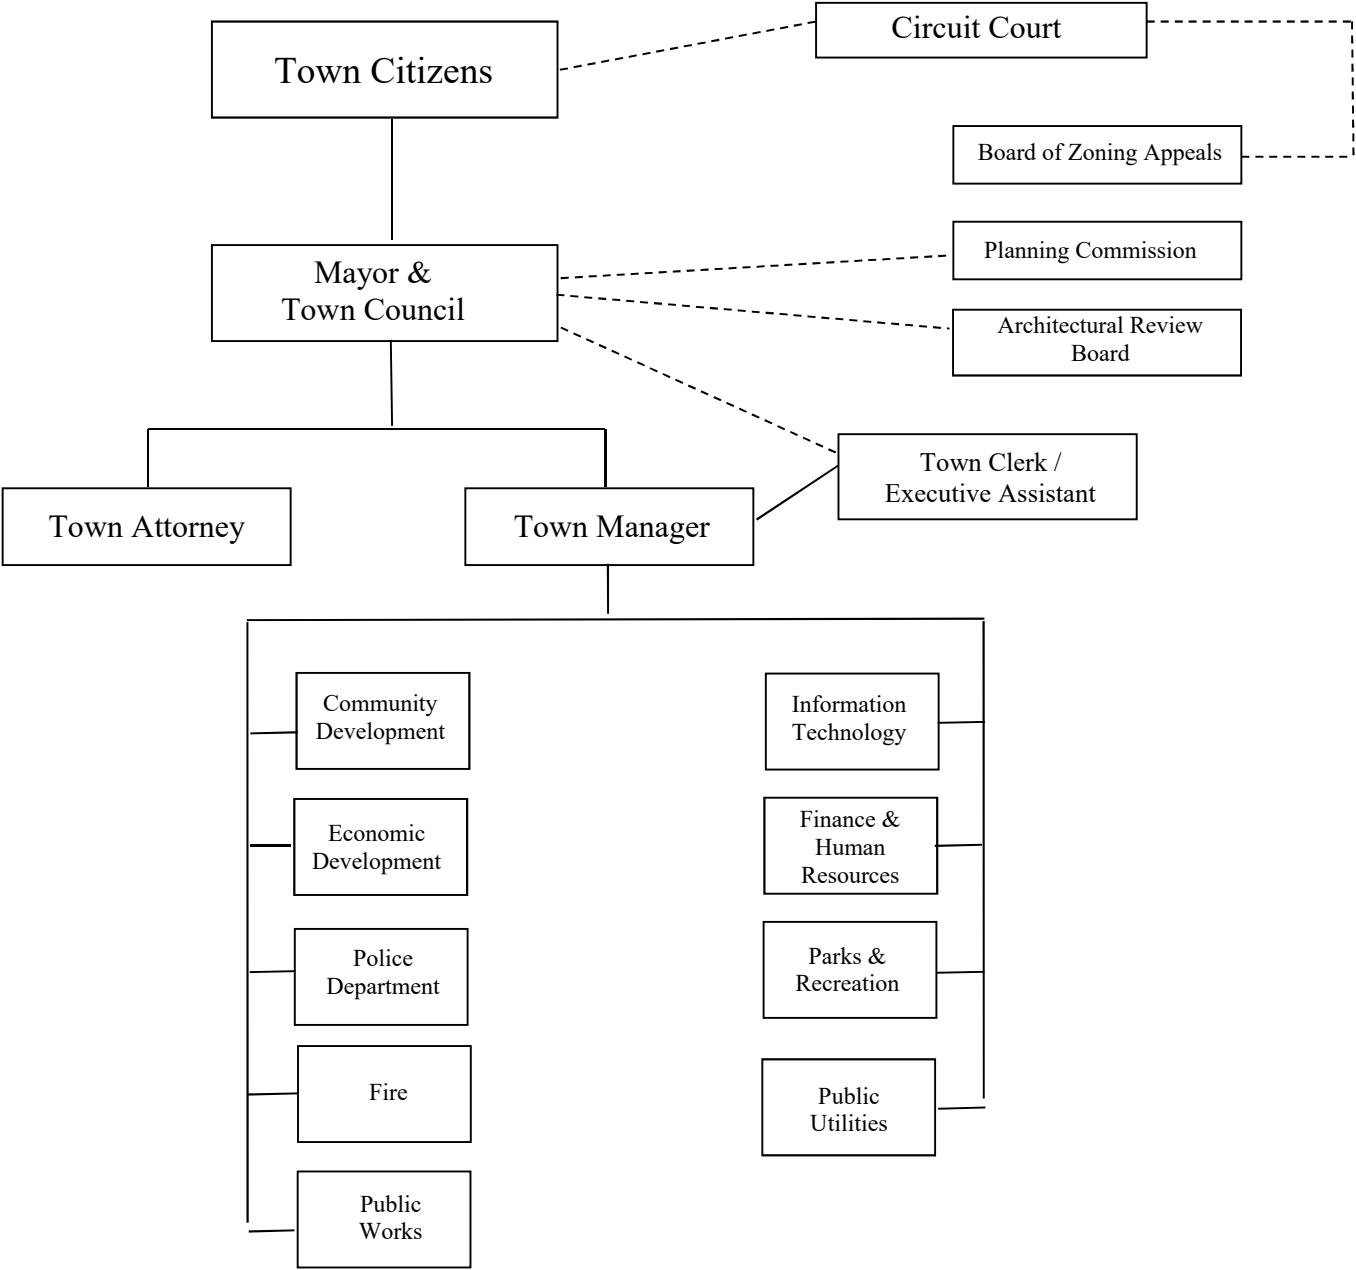 Circuit Court
Town Citizens
Board of Zoning Appeals
Planning Commission
Mayor &
Town Council
Architectural Review
Board
Town Clerk /
Executive Assistant
Town Attorney
Town Manager
Community
Development
Information
Technology
Economic
Development
Finance &
Human
Resources
Police
Department
Parks &
Recreation
Fire
Public
Utilities
Public
Works